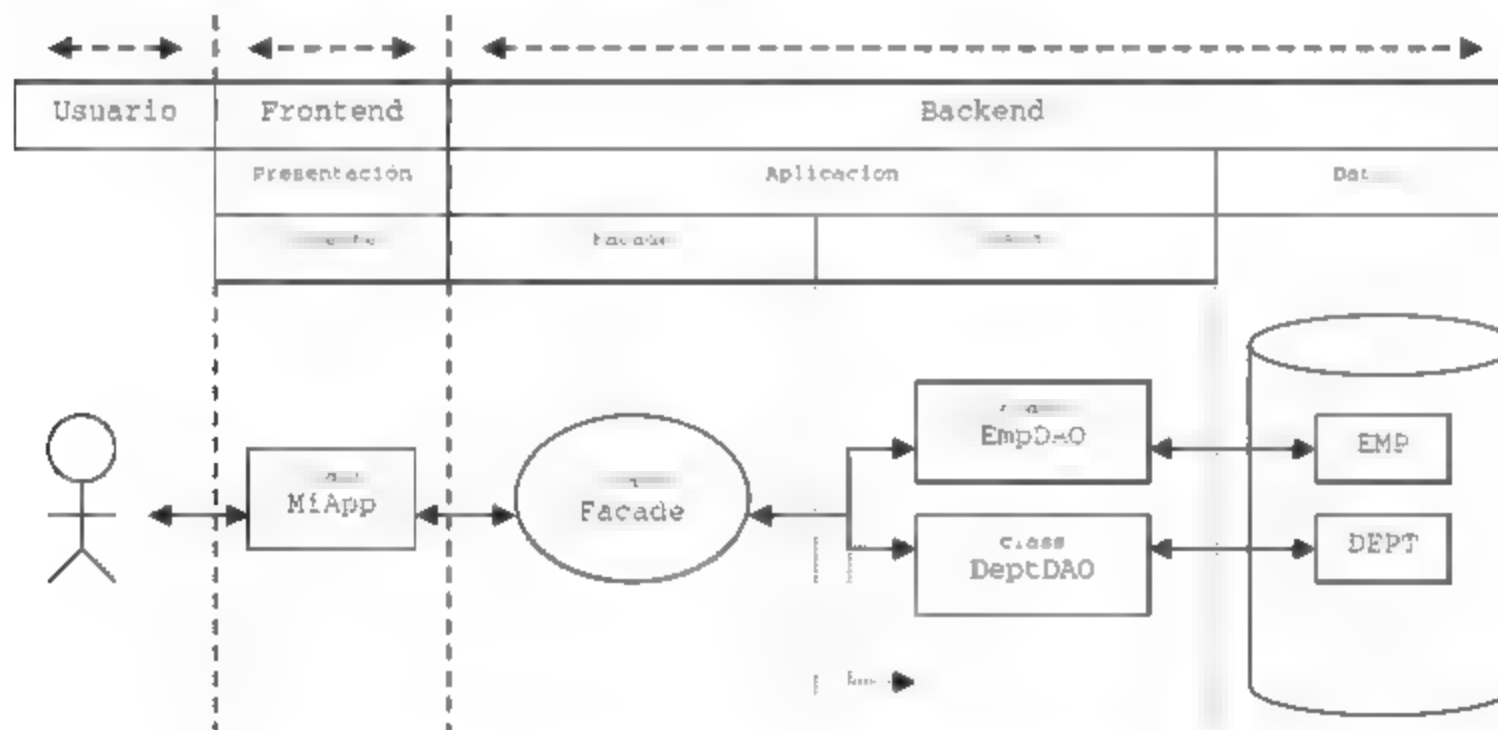 Usuario Frontend Backend
Presentación Aplicacion
Facade
EmpDAO
EMP
MiApp
Facade
class
DeptDAO
DEPT